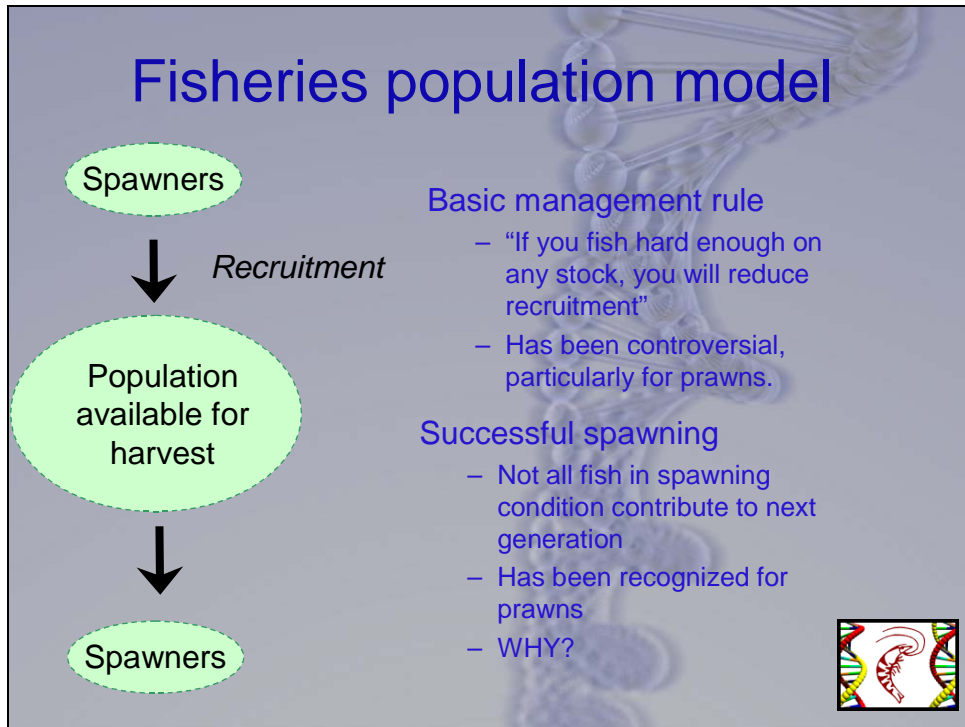 Fisheries population model
Spawners
Recruitment
Population
available for
harvest
Spawners
Basic management rule
– “If you fish hard enough on
any stock, you will reduce
recruitment”
– Has been controversial,
particularly for prawns.
Successful spawning
– Not all fish in spawning
condition contribute to next
generation
– Has been recognized for
prawns
– WHY?